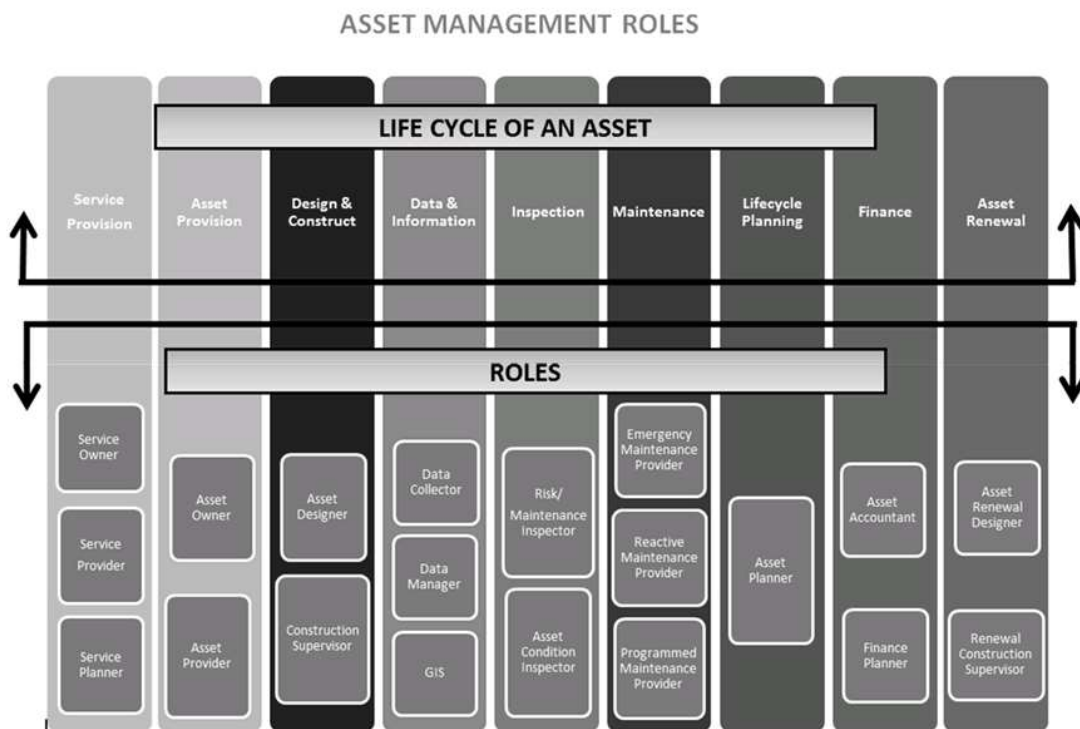 ASSET MANAGEMENT ROLES
LIFE CYCLE OF AN ASSET
Service
Provision
Asset
Provision
Design &
Construct
Data &
Information
Inspection
Maintenance
Lifecycle
Planning
Finance
Asset
Renewal
ROLES
Service
Owner
Service
Provider
Service
Planner
Asset
Owner
Asset
Provider
Asset
Designer
Construction
Supervisor
Data
Collector
Data
Manager
GIS
Risk/
Maintenance
Inspector
Asset
Condition
Inspector
Emergency
Maintenance
Provider
Reactive
Maintenance
Provider
Programmed
Maintenance
Provider
Asset
Planner
Asset
Accountant
Finance
Planner
Asset
Renewal
Designer
Renewal
Construction
Supervisor